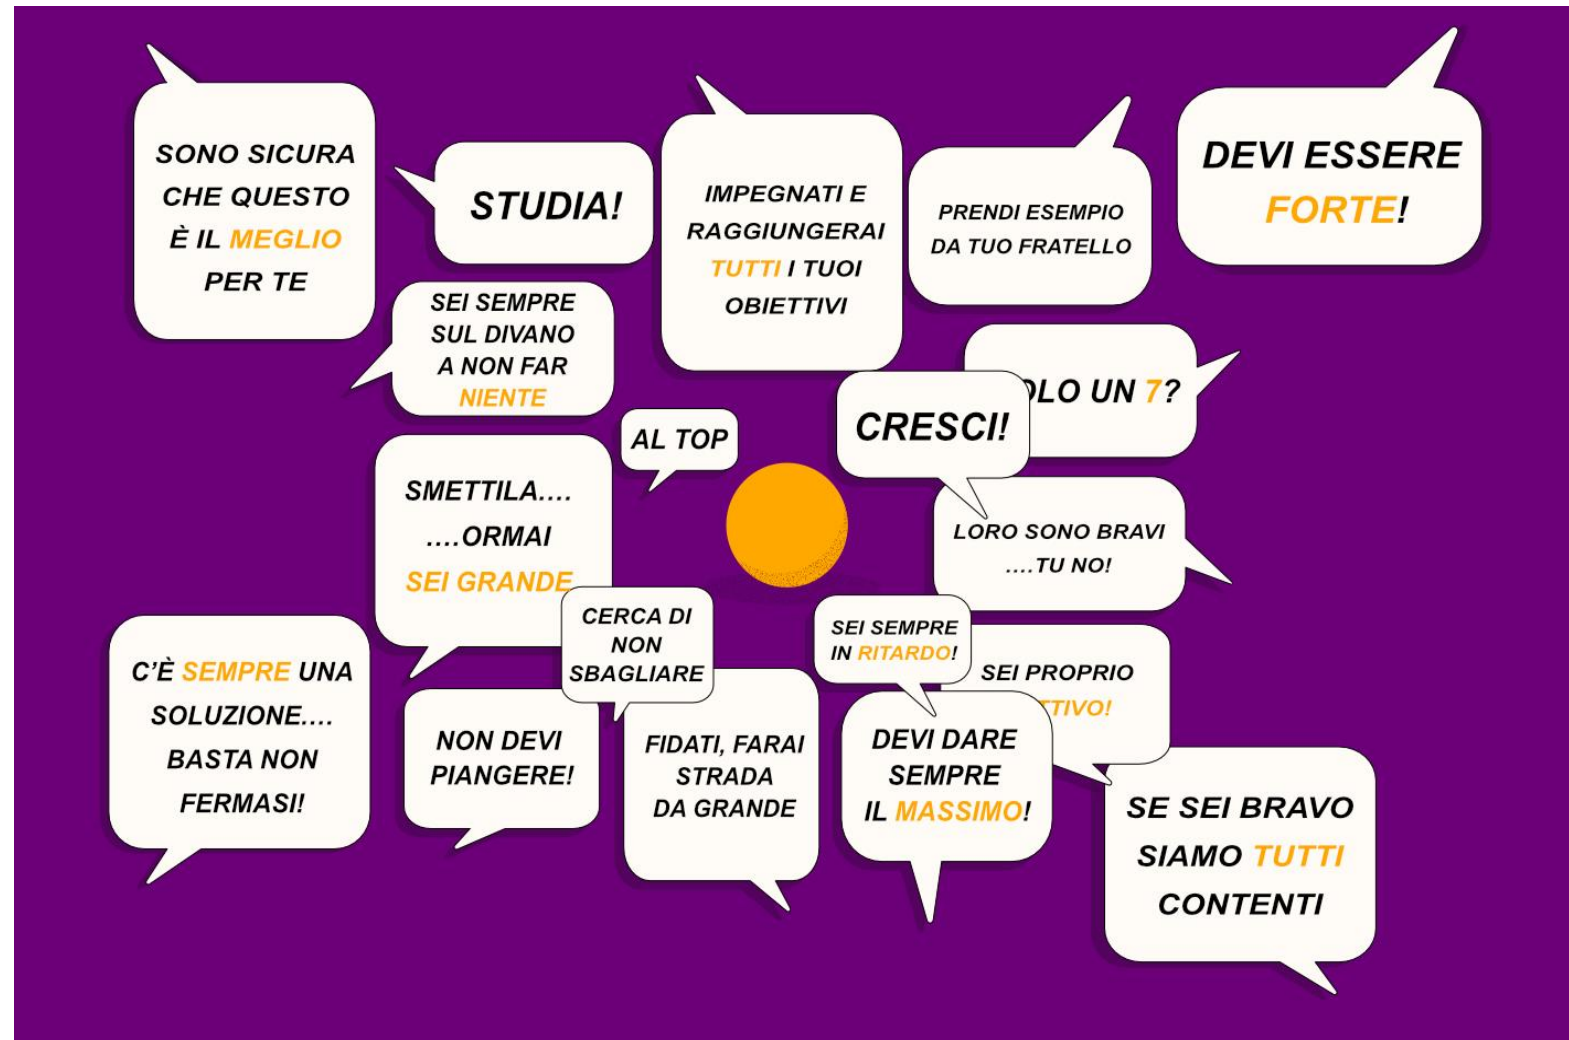 SONO SICURA
CHE QUESTO
È IL MEGLIO
PER TE
STUDIA!
IMPEGNATI E
RAGGIUNGERAI
TUTTI I TUOI
OBIETTIVI
PRENDI ESEMPIO
DA TUO FRATELLO
DEVI ESSERE
FORTE!
SEI SEMPRE
SUL DIVANO
A NON FAR
NIENTE
AL TOP
CRESCI!
UN 7?
SMETTILA....
....ORMAI
SEI GRANDE
LORO SONO BRAVI
....TU NO!
CERCA DI
NON
SBAGLIARE
SEI SEMPRE
IN RITARDO!
SEI PROPRIO
C'È SEMPRE UNA
SOLUZIONE....
BASTA NON
FERMASI!
NON DEVI
PIANGERE!
FIDATI, FARAI
STRADA
DA GRANDE
DEVI DARE
SEMPRE
IL MASSIMO!
SE SEI BRAVO
SIAMO TUTTI
CONTENTI